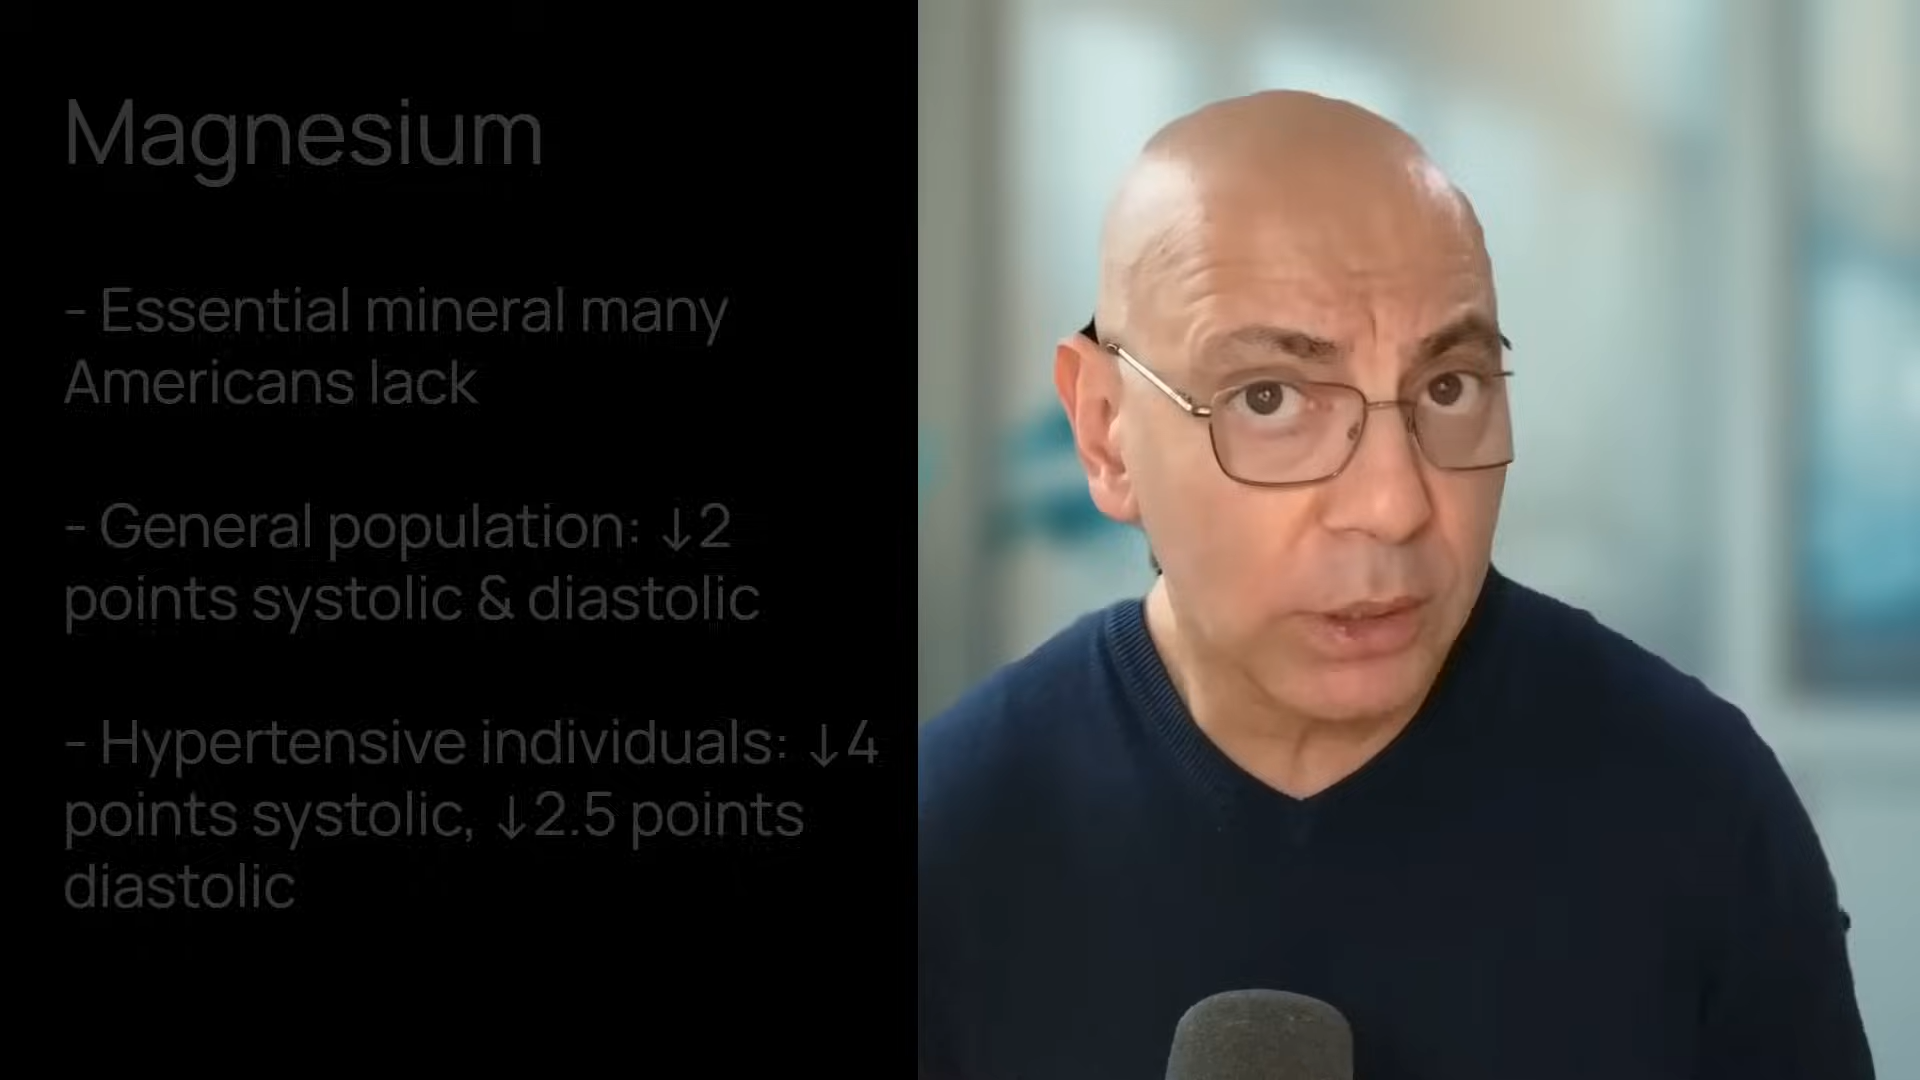 Magnesium
- Essential mineral many
Americans lack
- General population: ↓2
points systolic & diastolic
- Hypertensive individuals: ↓4
points systolic, ↓2.5 points
diastolic